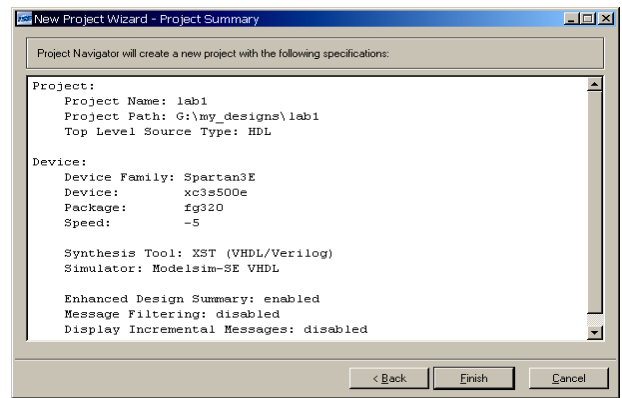 New Project Wizard - Project Summary
Project Navigator will create a new project with the following specifications:
Project:
Project Name: lab1
Project Path: G:\my_designs\lab1
Top Level Source Type: HDL
Device:
Device Family: Spartan3E
Device: xc3s500e
Package: fg320
Speed: -5
Synthesis Tool: XST (VHDL/Verilog)
Simulator: Modelsim-SE VHDL
Enhanced Design Summary: enabled
Message Filtering: disabled
Display Incremental Messages: disabled
< Back Finish Cancel